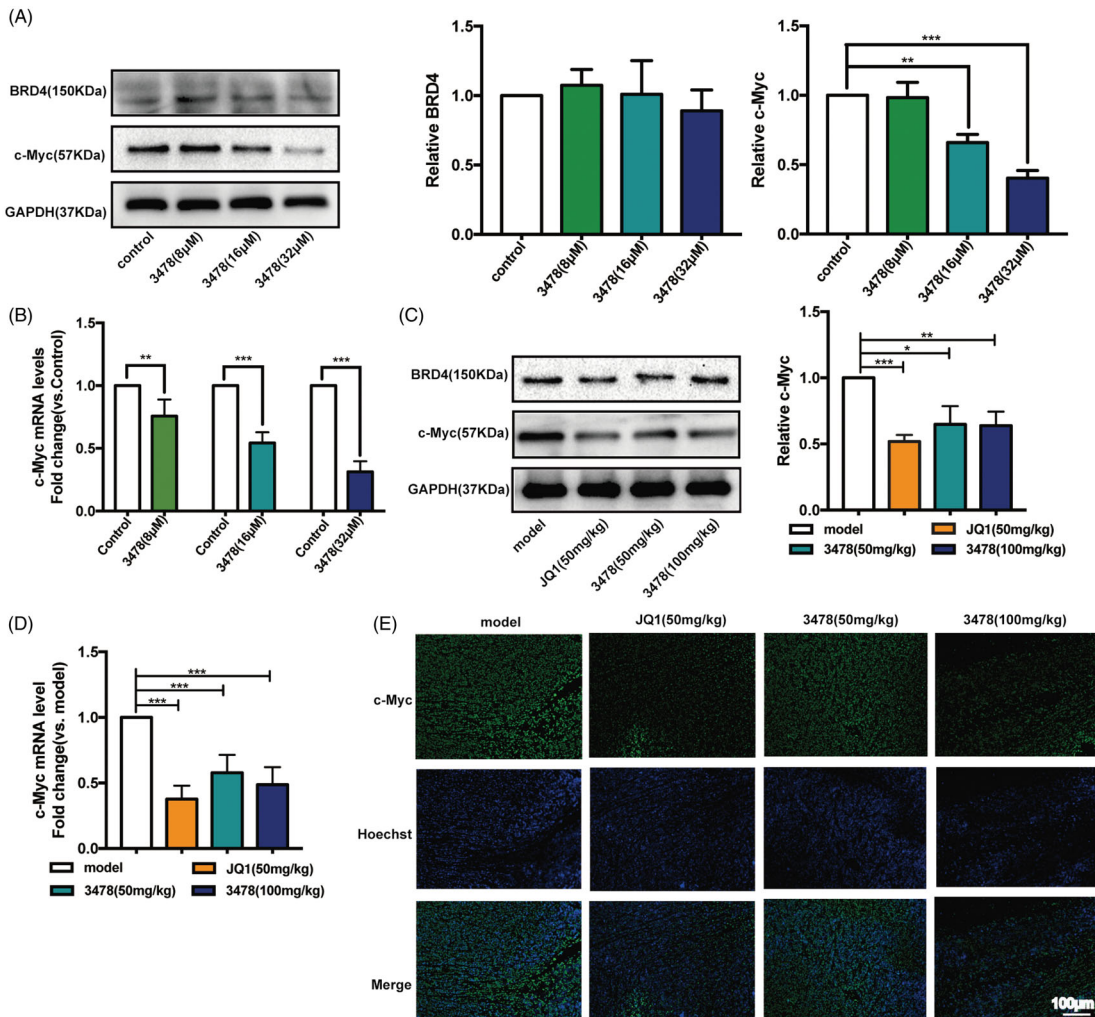 (A)
BRD4(150KDa)
c-Myc(57KDa)
GAPDH(37KDa)
control
3478(8μM)
3478(16μM)
3478(32μM)
Relative BRD4
1.5
1.0
0.5
0.0
control
3478(8μM)
3478(16μM)
3478(32μM)
Relative c-Myc
1.5
1.0
0.5
0.0
***
**
control
3478(8μM)
3478(16μM)
3478(32μM)
(B)
c-Myc mRNA levels
Fold change(vs.Control)
1.5
1.0
0.5
0.0
**
***
***
Control
3478(8μM)
Control
3478(16μM)
Control
3478(32μM)
(C)
BRD4(150KDa)
c-Myc(57KDa)
GAPDH(37KDa)
model
JQ1(50mg/kg)
3478(50mg/kg)
3478(100mg/kg)
Relative c-Myc
1.5
1.0
0.5
0.0
**
*
***
model
JQ1(50mg/kg)
3478(50mg/kg)
3478(100mg/kg)
(D)
c-Myc mRNA level
Fold change(vs. model)
1.5
1.0
0.5
0.0
***
***
***
model
JQ1(50mg/kg)
3478(50mg/kg)
3478(100mg/kg)
(E)
model
JQ1(50mg/kg)
3478(50mg/kg)
3478(100mg/kg)
c-Myc
Hoechst
Merge
100μm